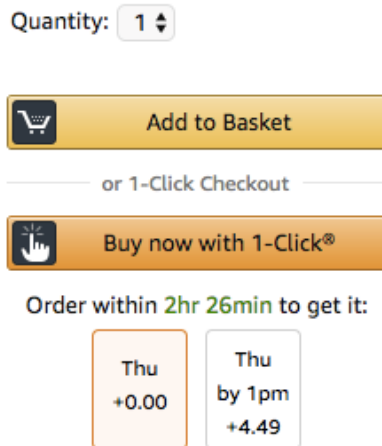 Quantity: 1
Add to Basket
or 1-Click Checkout
Buy now with 1-Click®
Order within 2hr 26min to get it:
Thu
+0.00
Thu
by 1pm
+4.49